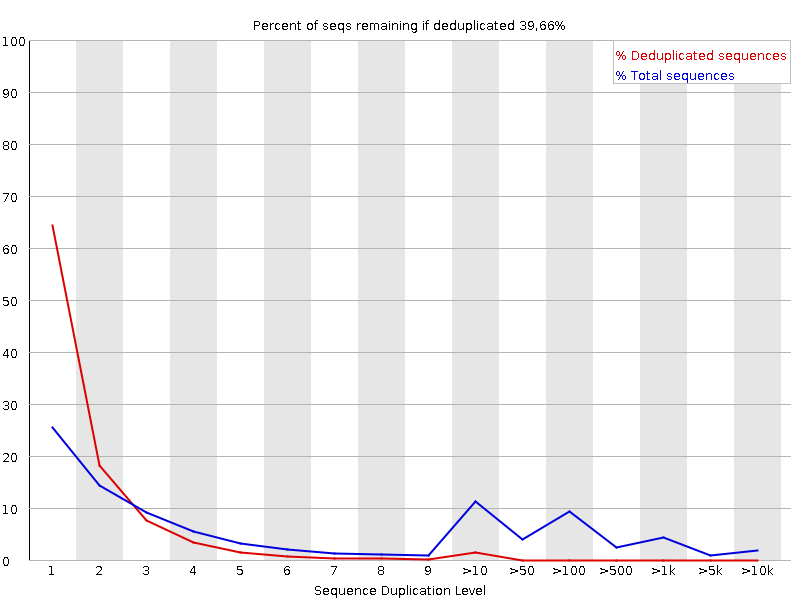 Percent of seqs remaining if deduplicated 39,66%
% Deduplicated sequences
% Total sequences
100
90
80
70
60
50
40
30
20
10
0
1 2 3 4 5 6 7 8 9 >10 >50 >100 >500 >1k >5k >10k
Sequence Duplication Level